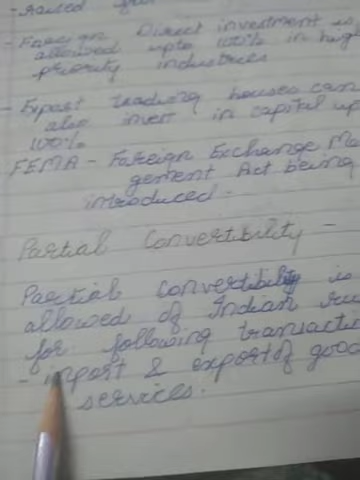 - raised
- Foreign Direct investment is
allowed upto 100% in high
priority industries
- Export trading houses can
also invest in capital up
100%
FEMA - Foreign Exchange Ma
gement Act being
introduced.
Partial Convertibility -
Partial convertibility is
allowed of Indian ru
for following transacti
- import & export of good
services.